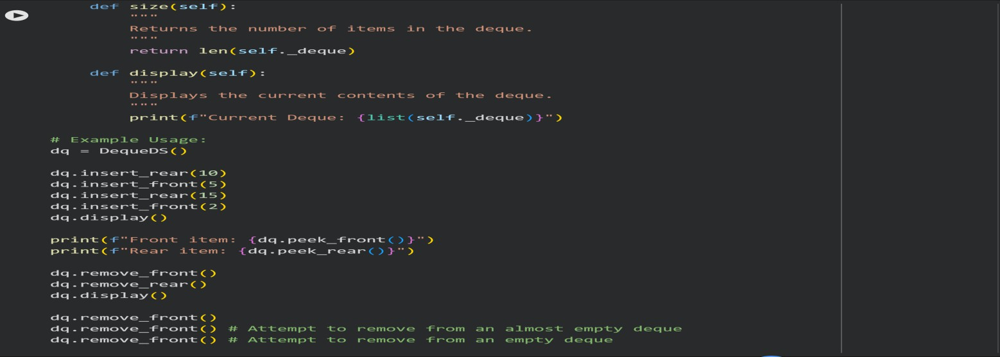 def size(self):
        """
        Returns the number of items in the deque.
        """
        return len(self._deque)

    def display(self):
        """
        Displays the current contents of the deque.
        """
        print(f"Current Deque: {list(self._deque)}")

# Example Usage:
dq = DequeDS()

dq.insert_rear(10)
dq.insert_front(5)
dq.insert_rear(15)
dq.insert_front(2)
dq.display()

print(f"Front item: {dq.peek_front()}")
print(f"Rear item: {dq.peek_rear()}")

dq.remove_front()
dq.remove_rear()
dq.display()

dq.remove_front()
dq.remove_front() # Attempt to remove from an almost empty deque
dq.remove_front() # Attempt to remove from an empty deque